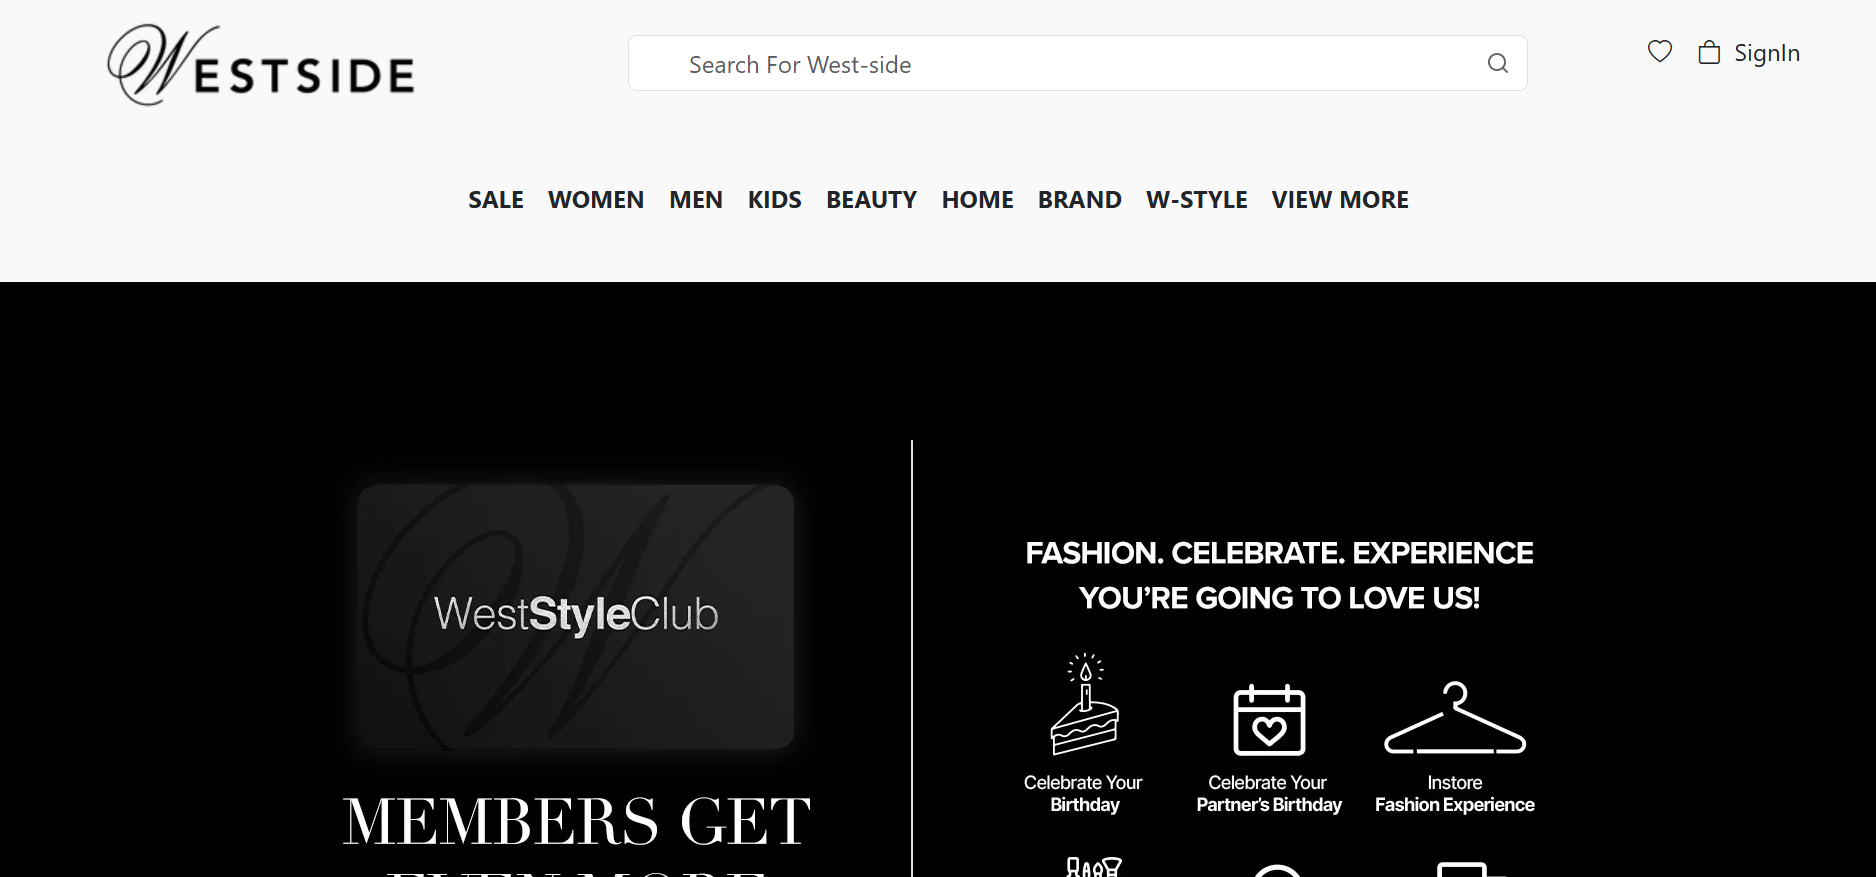 WESTSIDE
Search For West-side
SignIn
SALE WOMEN MEN KIDS BEAUTY HOME BRAND W-STYLE VIEW MORE
WestStyleClub
MEMBERS GET
EVEN MORE
FASHION. CELEBRATE. EXPERIENCE
YOU'RE GOING TO LOVE US!
Celebrate Your
Birthday
Celebrate Your
Partner's Birthday
Instore
Fashion Experience